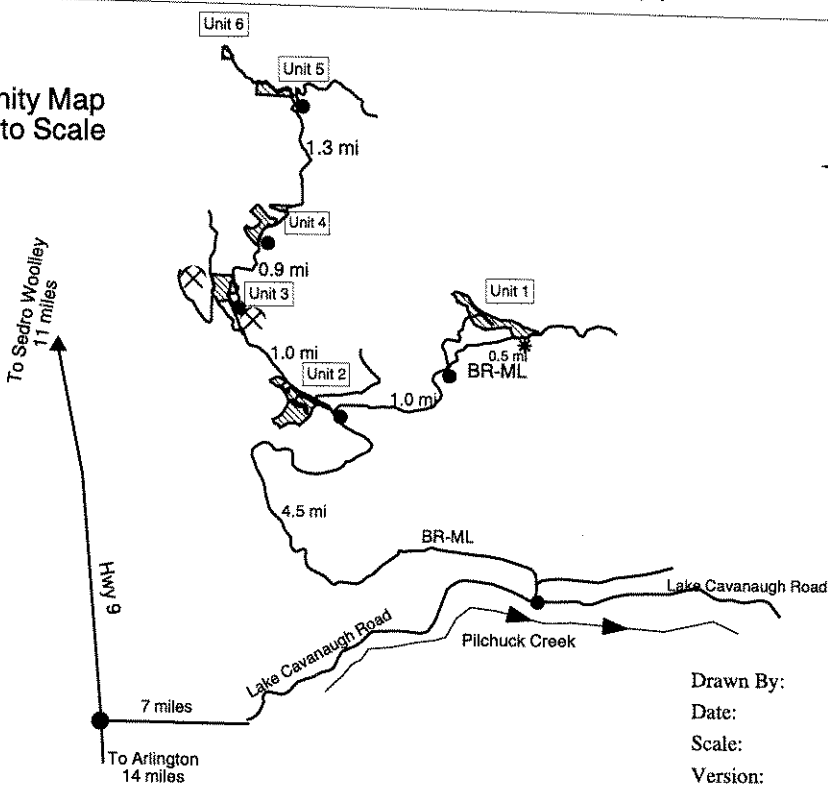 Unit 6
Unit 5
nity Map
to Scale
1.3 mi
Unit 4
0.9 mi
Unit 3
Unit 1
To Sedro Woolley
11 miles
1.0 mi
0.5 mi
BR-ML
Unit 2
1.0 mi
4.5 mi
BR-ML
Hwy 9
Lake Cavanaugh Road
Lake Cavanaugh Road
Pilchuck Creek
7 miles
To Arlington
14 miles
Drawn By:
Date:
Scale:
Version: